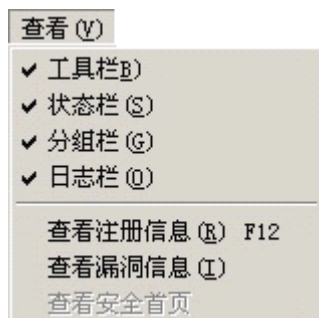 查看(V)
工具栏B)
状态栏(S)
分组栏(G)
日志栏(Q)
查看注册信息(R) F12
查看漏洞信息(I)
查看安全首页